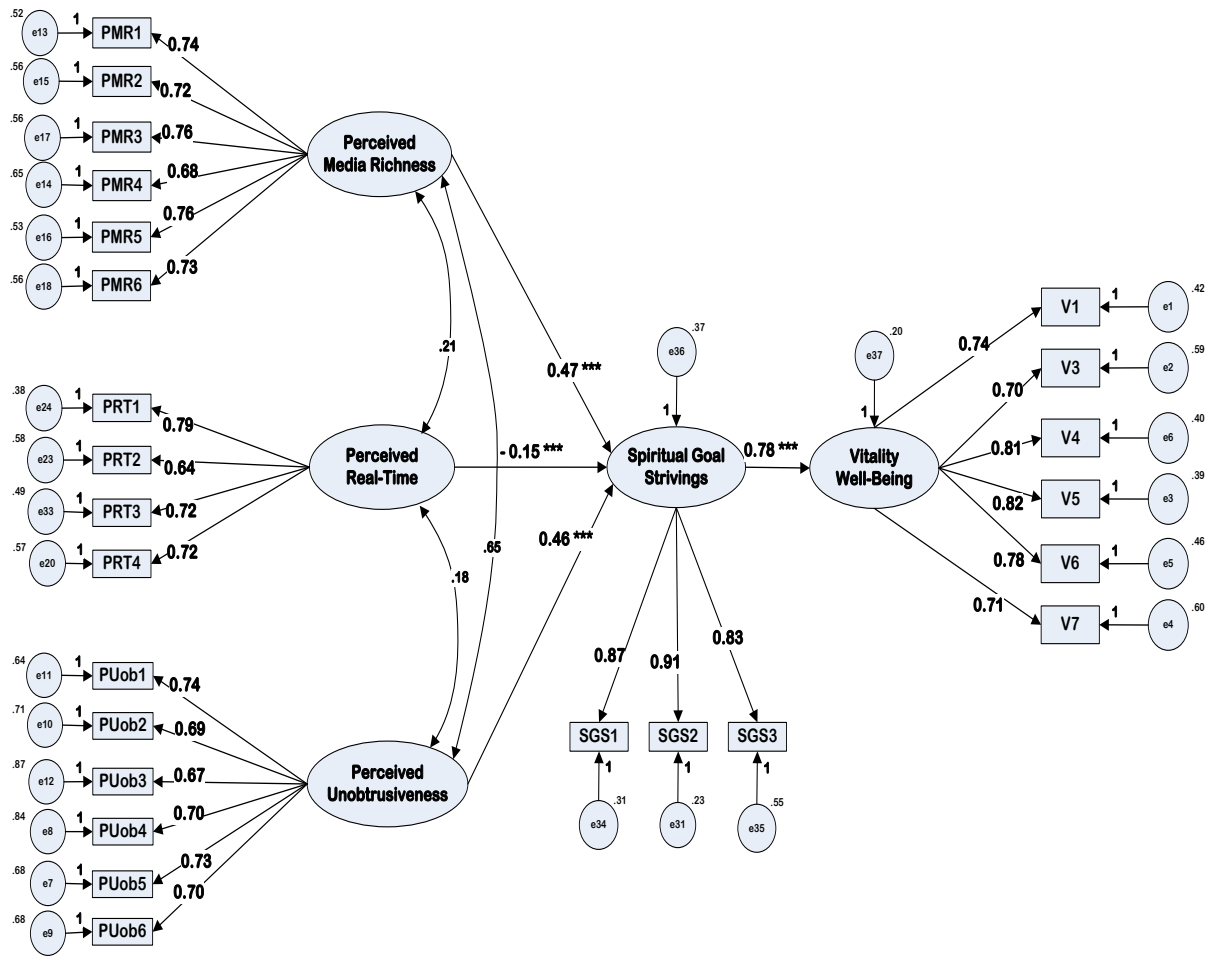 .52
e13
1
PMR1
0.74
.56
e15
1
PMR2
0.72
.56
e17
1
PMR3
0.76
.65
e14
1
PMR4
0.68
.53
e16
1
PMR5
0.76
.56
e18
1
PMR6
0.73
Perceived
Media Richness
.21
0.47 ***
.38
e24
1
PRT1
0.79
.58
e23
1
PRT2
0.64
.49
e33
1
PRT3
0.72
.57
e20
1
PRT4
0.72
Perceived
Real-Time
- 0.15 ***
.65
.18
0.46 ***
.64
e11
1
PUob1
0.74
.71
e10
1
PUob2
0.69
.87
e12
1
PUob3
0.67
.84
e8
1
PUob4
0.70
.68
e7
1
PUob5
0.73
.68
e9
1
PUob6
0.70
Perceived
Unobtrusiveness
.37
e36
1
Spiritual Goal
Strivings
0.78 ***
.20
e37
1
Vitality
Well-Being
0.87
0.91
0.83
SGS1
SGS2
SGS3
1
1
1
.31
e34
.23
e31
.55
e35
0.74
V1
1
e1
.42
0.70
V3
1
e2
.59
0.81
V4
1
e6
.40
0.82
V5
1
e3
.39
0.78
V6
1
e5
.46
0.71
V7
1
e4
.60